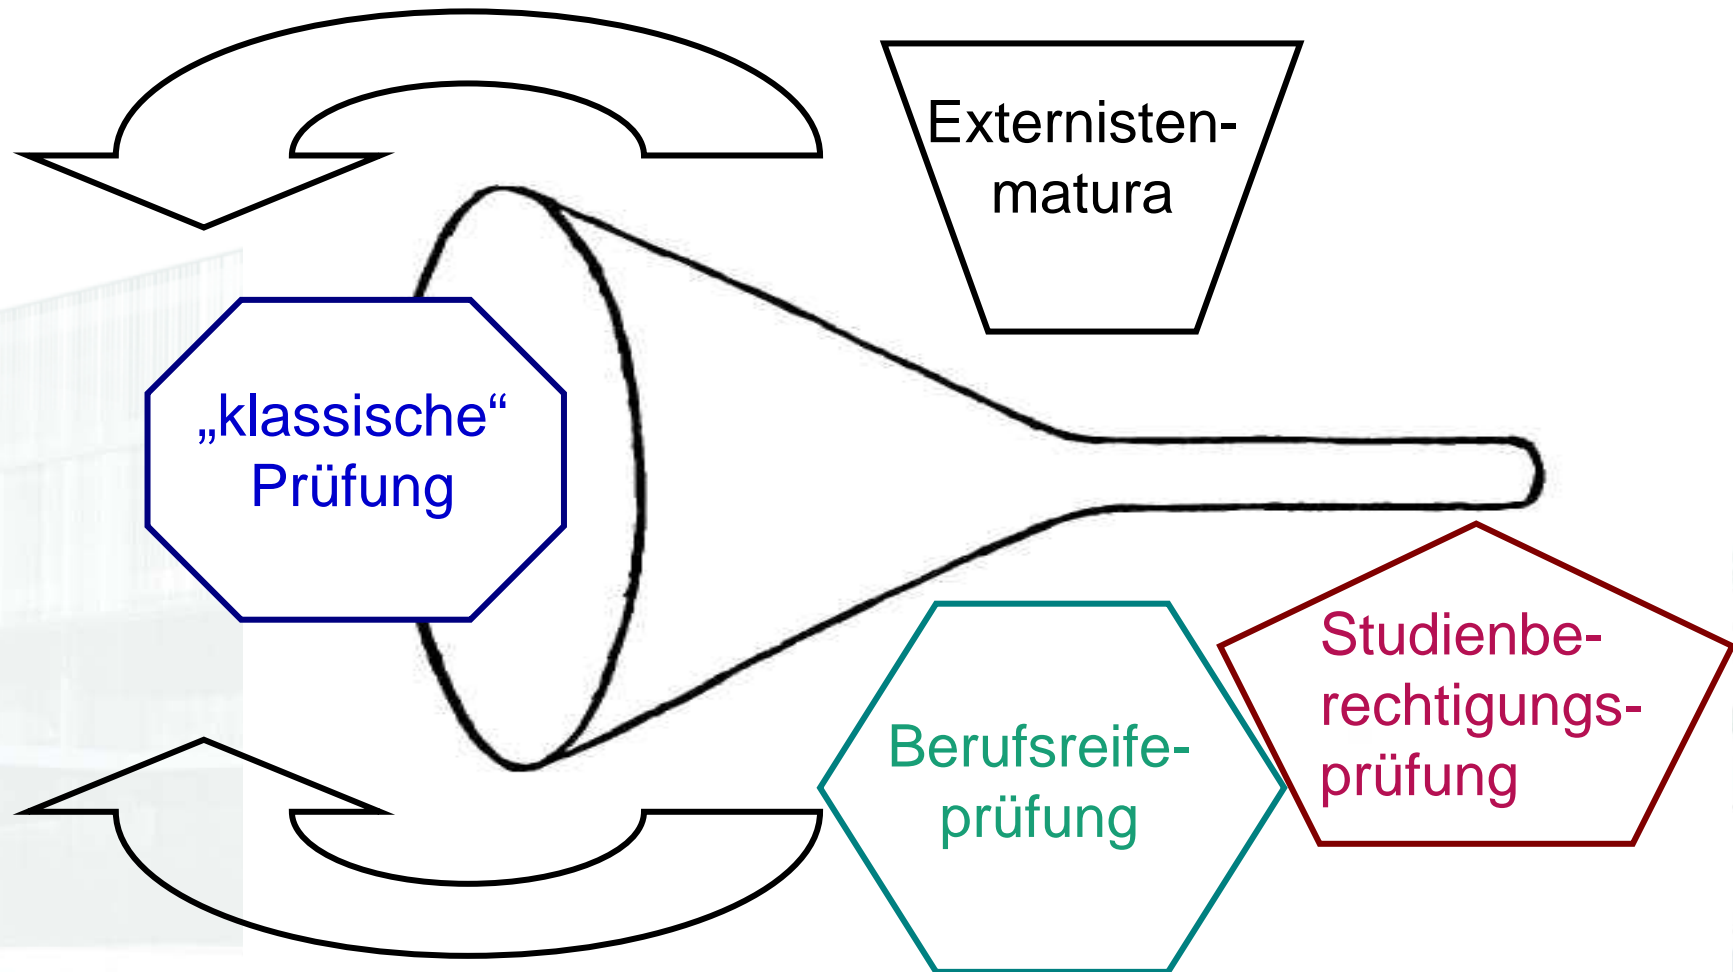 Externisten-
matura
„klassische“
Prüfung
Berufsreife-
prüfung
Studienbe-
rechtigungs-
prüfung